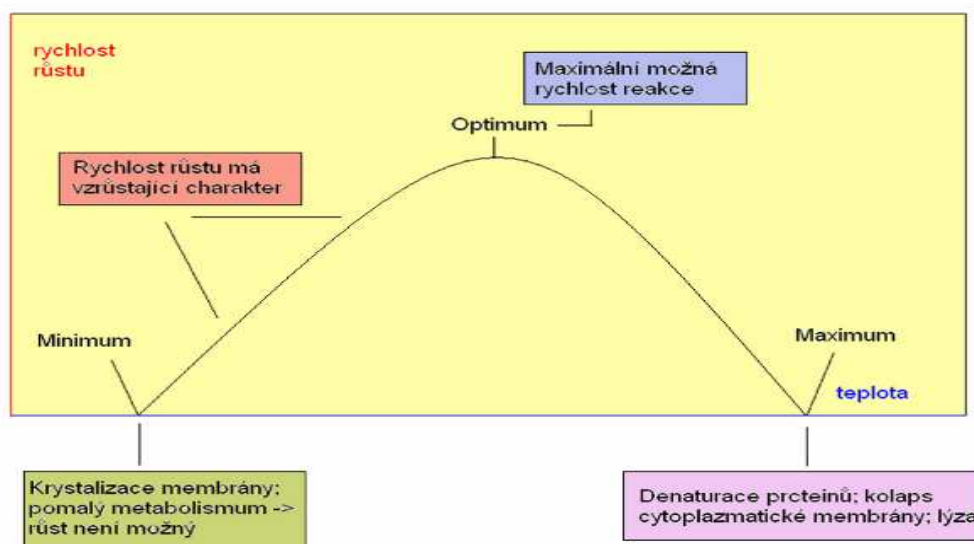 rychlost
růstu
Maximální možná
rychlost reakce
Optimum
Rychlost růstu má
vzrůstající charakter
Minimum
Maximum
teplota
Krystalizace membrány;
pomalý metabolismum ->
růst není možný
Denaturace prcteinů; kolaps
cytoplazmatické membrány; lýza